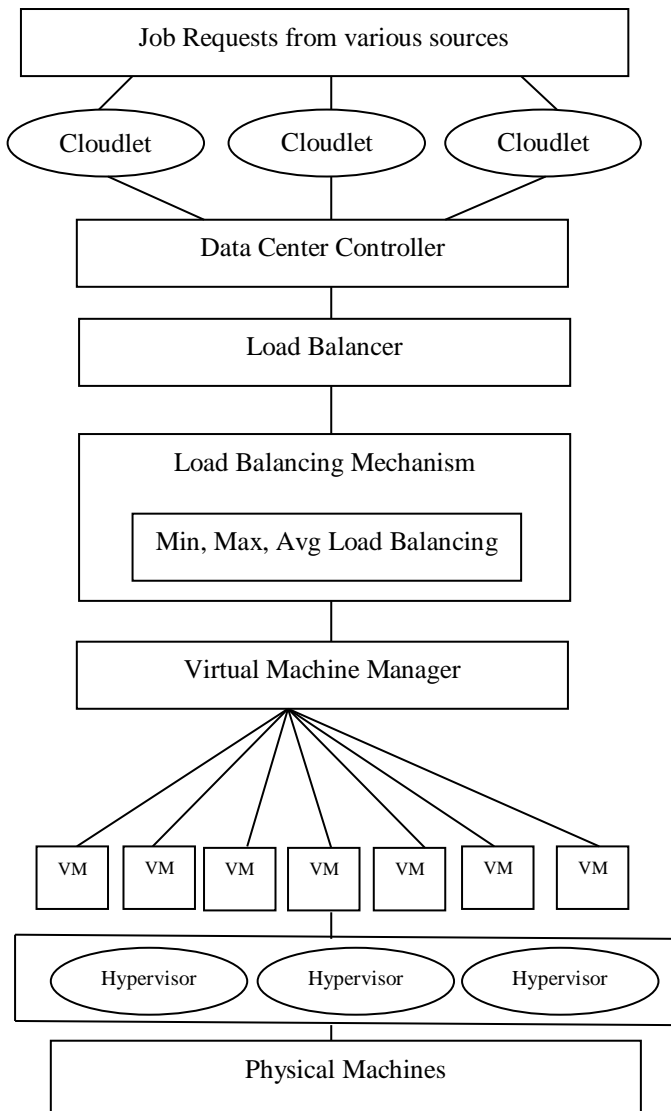 Job Requests from various sources
Cloudlet Cloudlet Cloudlet
Data Center Controller
Load Balancer
Load Balancing Mechanism
Min, Max, Avg Load Balancing
Virtual Machine Manager
VM VM VM VM VM VM VM
Hypervisor Hypervisor Hypervisor
Physical Machines